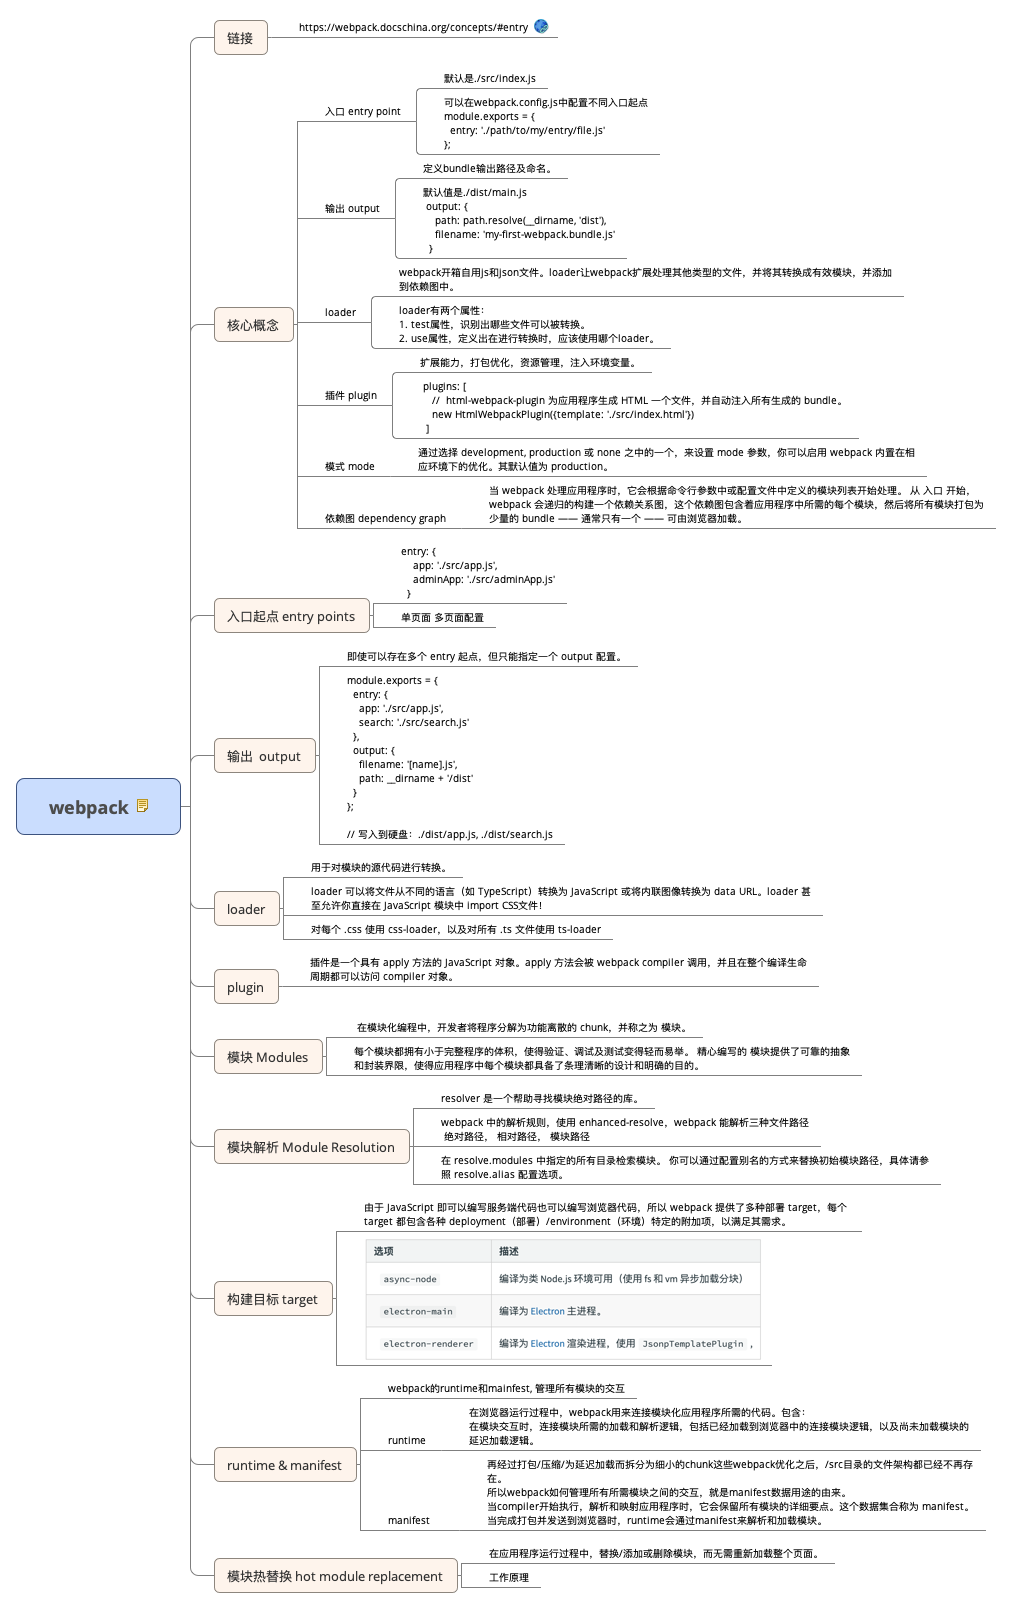 链接
https://webpack.docschina.org/concepts/#entry
核心概念
入口 entry point
默认是./src/index.js
可以在webpack.config.js中配置不同入口起点
module.exports = {
entry: './path/to/my/entry/file.js'
};
输出 output
定义bundle输出路径及命名。
默认值是./dist/main.js
output: {
path: path.resolve(__dirname, 'dist'),
filename: 'my-first-webpack.bundle.js'
}
loader
webpack开箱自用js和json文件。loader让webpack扩展处理其他类型的文件，并将其转换成有效模块，并添加
到依赖图中。
loader有两个属性：
1. test属性，识别出哪些文件可以被转换。
2. use属性，定义出在进行转换时，应该使用哪个loader。
插件 plugin
扩展能力，打包优化，资源管理，注入环境变量。
plugins: [
// html-webpack-plugin 为应用程序生成 HTML 一个文件，并自动注入所有生成的 bundle。
new HtmlWebpackPlugin({template: './src/index.html'})
]
模式 mode
通过选择 development, production 或 none 之中的一个，来设置 mode 参数，你可以启用 webpack 内置在相
应环境下的优化。其默认值为 production。
依赖图 dependency graph
当 webpack 处理应用程序时，它会根据命令行参数中或配置文件中定义的模块列表开始处理。 从 入口 开始，
webpack 会递归的构建一个依赖关系图，这个依赖图包含着应用程序中所需的每个模块，然后将所有模块打包为
少量的 bundle —— 通常只有一个 —— 可由浏览器加载。
入口起点 entry points
entry: {
app: './src/app.js',
adminApp: './src/adminApp.js'
}
单页面 多页面配置
输出 output
即使可以存在多个 entry 起点，但只能指定一个 output 配置。
module.exports = {
entry: {
app: './src/app.js',
search: './src/search.js'
},
output: {
filename: '[name].js',
path: __dirname + '/dist'
}
};
// 写入到硬盘：./dist/app.js, ./dist/search.js
webpack
loader
用于对模块的源代码进行转换。
loader 可以将文件从不同的语言（如 TypeScript）转换为 JavaScript 或将内联图像转换为 data URL。loader 甚
至允许你直接在 JavaScript 模块中 import CSS文件！
对每个 .css 使用 css-loader，以及对所有 .ts 文件使用 ts-loader
plugin
插件是一个具有 apply 方法的 JavaScript 对象。apply 方法会被 webpack compiler 调用，并且在整个编译生命
周期都可以访问 compiler 对象。
模块 Modules
在模块化编程中，开发者将程序分解为功能离散的 chunk，并称之为 模块。
每个模块都拥有小于完整程序的体积，使得验证、调试及测试变得轻而易举。 精心编写的 模块提供了可靠的抽象
和封装界限，使得应用程序中每个模块都具备了条理清晰的设计和明确的目的。
模块解析 Module Resolution
resolver 是一个帮助寻找模块绝对路径的库。
webpack 中的解析规则，使用 enhanced-resolve，webpack 能解析三种文件路径
绝对路径， 相对路径， 模块路径
在 resolve.modules 中指定的所有目录检索模块。 你可以通过配置别名的方式来替换初始模块路径，具体请参
照 resolve.alias 配置选项。
构建目标 target
由于 JavaScript 即可以编写服务端代码也可以编写浏览器代码，所以 webpack 提供了多种部署 target，每个
target 都包含各种 deployment（部署）/environment（环境）特定的附加项，以满足其需求。
选项 描述
async-node 编译为类 Node.js 环境可用（使用 fs 和 vm 异步加载分块）
electron-main 编译为 Electron 主进程。
electron-renderer 编译为 Electron 渲染进程，使用 JsonpTemplatePlugin ，
runtime & manifest
webpack的runtime和mainfest, 管理所有模块的交互
runtime
在浏览器运行过程中，webpack用来连接模块化应用程序所需的代码。包含：
在模块交互时，连接模块所需的加载和解析逻辑，包括已经加载到浏览器中的连接模块逻辑，以及尚未加载模块的
延迟加载逻辑。
manifest
再经过打包/压缩/为延迟加载而拆分为细小的chunk这些webpack优化之后，/src目录的文件架构都已经不再存
在。
所以webpack如何管理所有所需模块之间的交互，就是manifest数据用途的由来。
当compiler开始执行，解析和映射应用程序时，它会保留所有模块的详细要点。这个数据集合称为 manifest。
当完成打包并发送到浏览器时，runtime会通过manifest来解析和加载模块。
模块热替换 hot module replacement
在应用程序运行过程中，替换/添加或删除模块，而无需重新加载整个页面。
工作原理